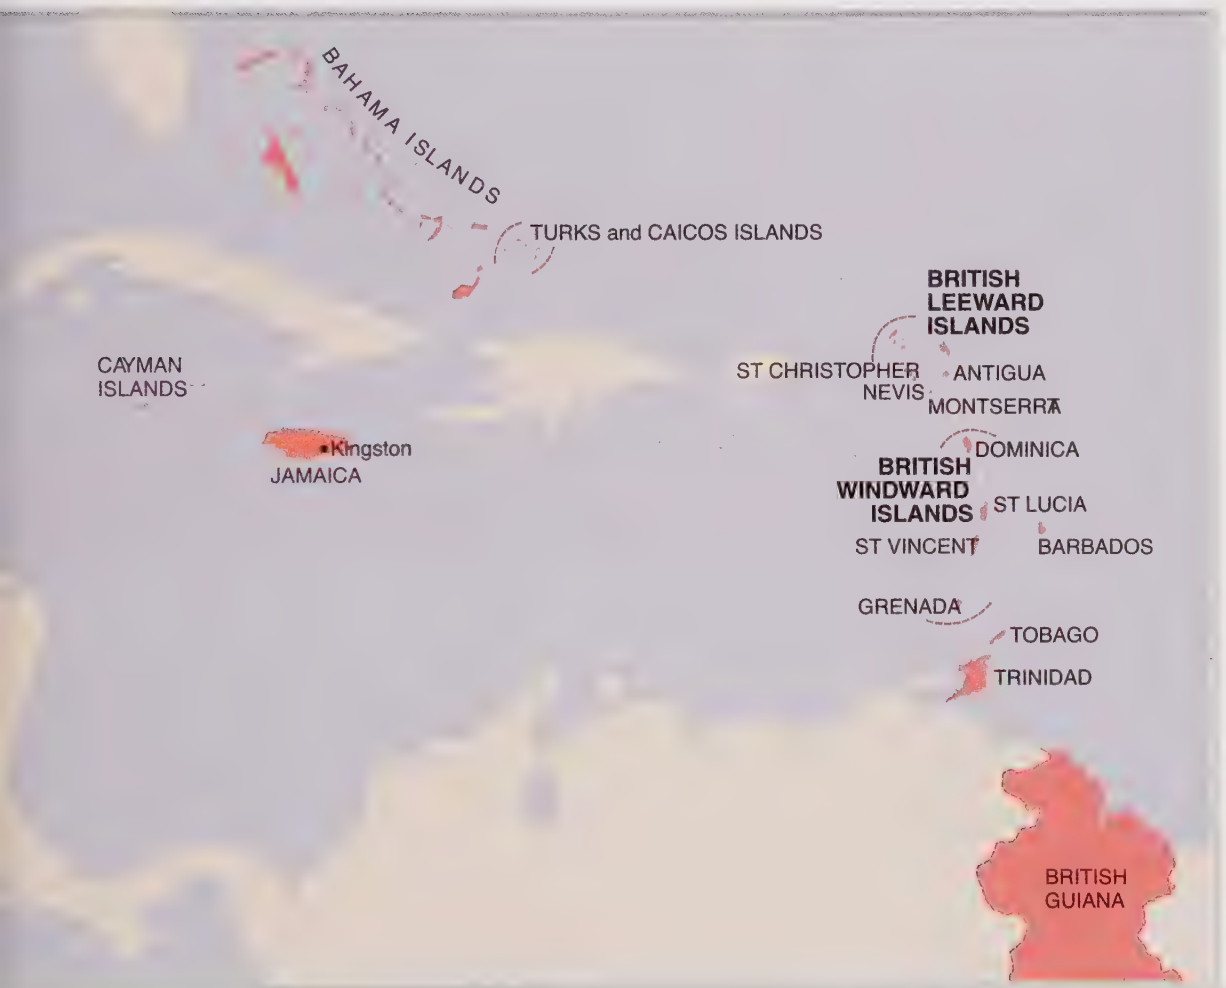 BAHAMA ISLANDS
TURKS and CAICOS ISLANDS
BRITISH
LEEWARD
ISLANDS
CAYMAN
ISLANDS
ST CHRISTOPHER
NEVIS
ANTIGUA
MONTSERRA
Kingston
JAMAICA
DOMINICA
BRITISH
WINDWARD
ISLANDS
ST LUCIA
ST VINCENT
BARBADOS
GRENADA
TOBAGO
TRINIDAD
BRITISH
GUIANA